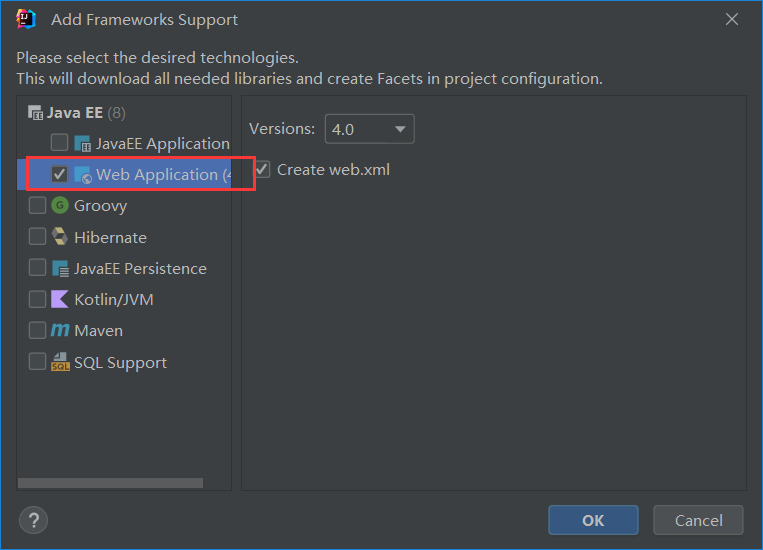 Add Frameworks Support
Please select the desired technologies.
This will download all needed libraries and create Facets in project configuration.
Java EE (8)
JavaEE Application
Web Application (4
Groovy
Hibernate
JavaEE Persistence
Kotlin/JVM
Maven
SQL Support
Versions: 4.0
Create web.xml
?
OK
Cancel